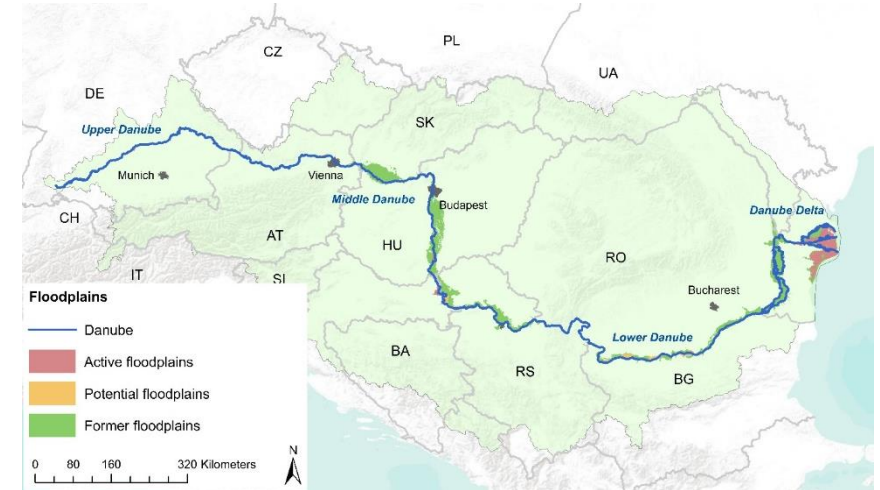 PL
CZ
UA
DE
SK
Upper Danube
Munich
Vienna
Middle Danube
Budapest
Danube Delta
CH
AT
HU
RO
IT
SI
Bucharest
Lower Danube
BA
RS
BG
Floodplains
Danube
Active floodplains
Potential floodplains
Former floodplains
N
0 80 160 320 Kilometers